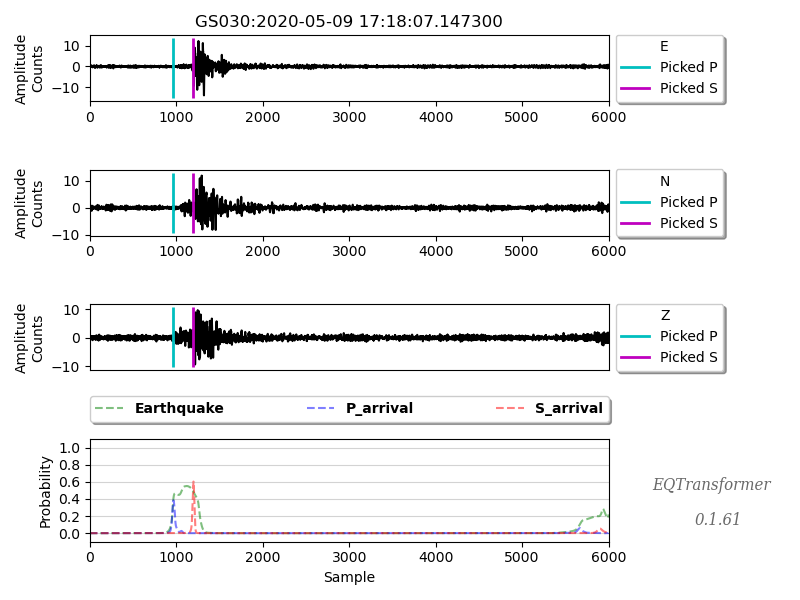 GS030:2020-05-09 17:18:07.147300
Amplitude
Counts
10
0
−10
0 1000 2000 3000 4000 5000 6000
E
Picked P
Picked S
Amplitude
Counts
10
0
−10
0 1000 2000 3000 4000 5000 6000
N
Picked P
Picked S
Amplitude
Counts
10
0
−10
0 1000 2000 3000 4000 5000 6000
Z
Picked P
Picked S
Earthquake P_arrival S_arrival
Probability
1.0
0.8
0.6
0.4
0.2
0.0
0 1000 2000 3000 4000 5000 6000
Sample
EQTransformer
0.1.61